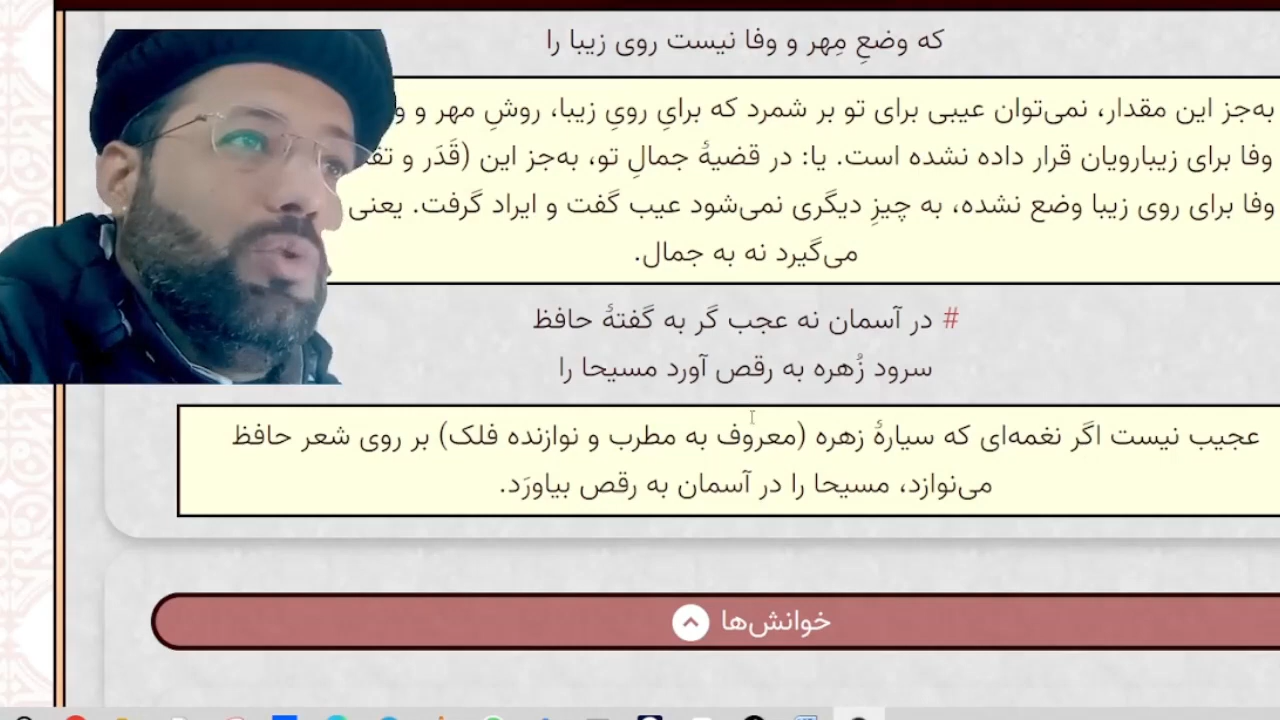 که وضعِ مِهر و وفا نیست روی زیبا را
به‌جز این مقدار، نمی‌توان عیبی برای تو بر شمرد که برایِ رویِ زیبا، روشِ مهر و
وفا برای زیبارویان قرار داده نشده است. یا: در قضیهٔ جمالِ تو، به‌جز این (قَدَر و
وفا برای روی زیبا وضع نشده، به چیزِ دیگری نمی‌شود عیب گفت و ایراد گرفت. یعنی
می‌گیرد نه به جمال.
# در آسمان نه عجب گر به گفتهٔ حافظ
سرود زُهره به رقص آورد مسیحا را
عجیب نیست اگر نغمه‌ای که سیارهٔ زهره (معروف به مطرب و نوازنده فلک) بر روی شعر حافظ
می‌نوازد، مسیحا را در آسمان به رقص بیاورَد.
خوانش‌ها